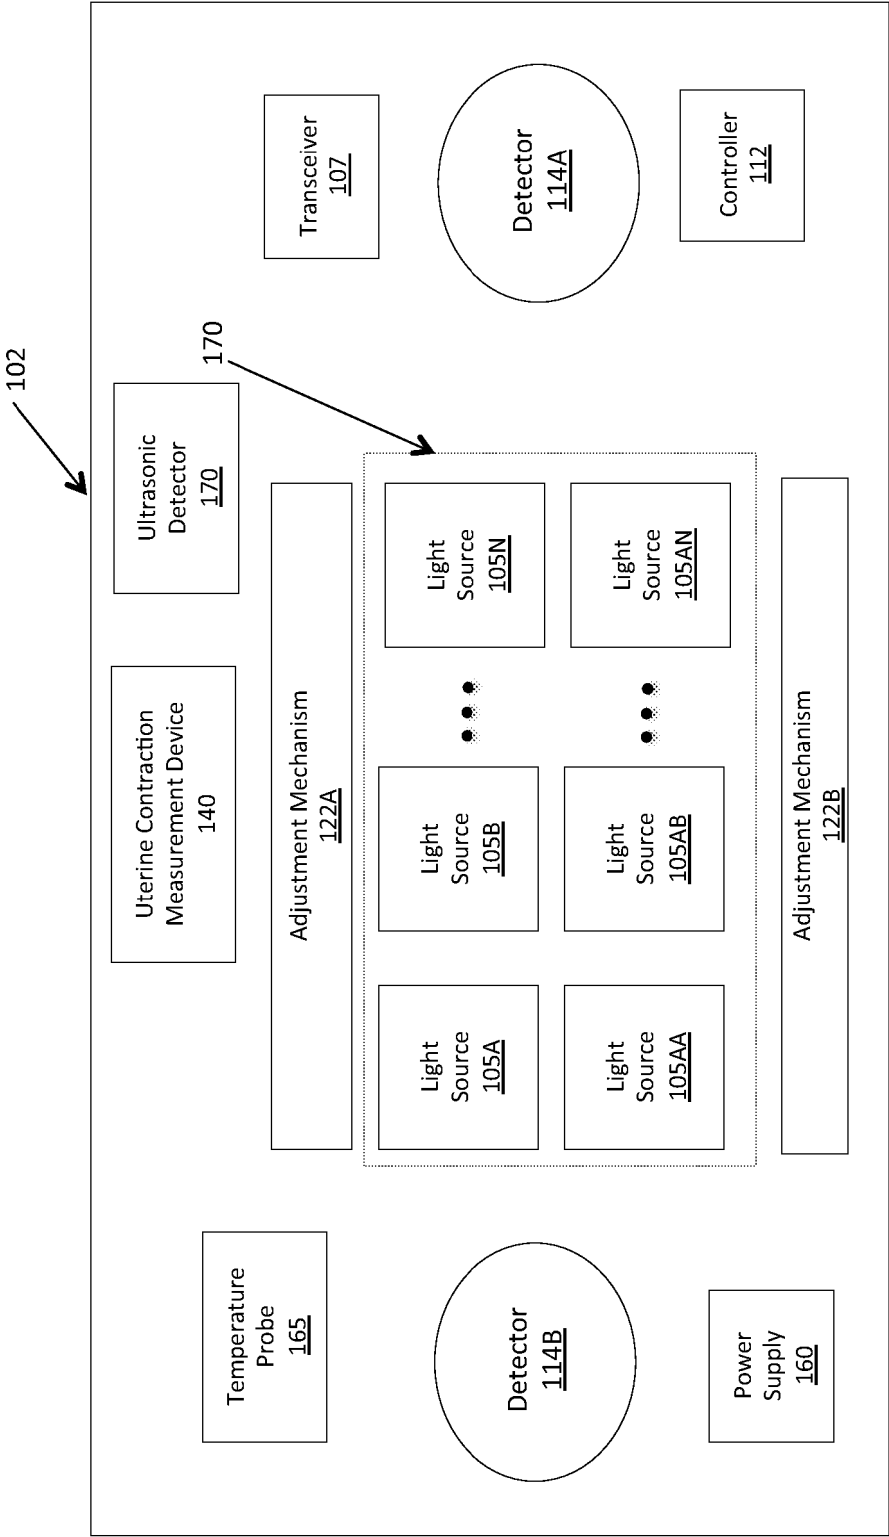 102
Uterine Contraction
Measurement Device
140
Ultrasonic
Detector
170
Temperature
Probe
165
Adjustment Mechanism
122A
170
Transceiver
107
Light
Source
105A
Light
Source
105B
Light
Source
105N
Detector
114B
Detector
114A
Light
Source
105AA
Light
Source
105AB
Light
Source
105AN
Power
Supply
160
Adjustment Mechanism
122B
Controller
112